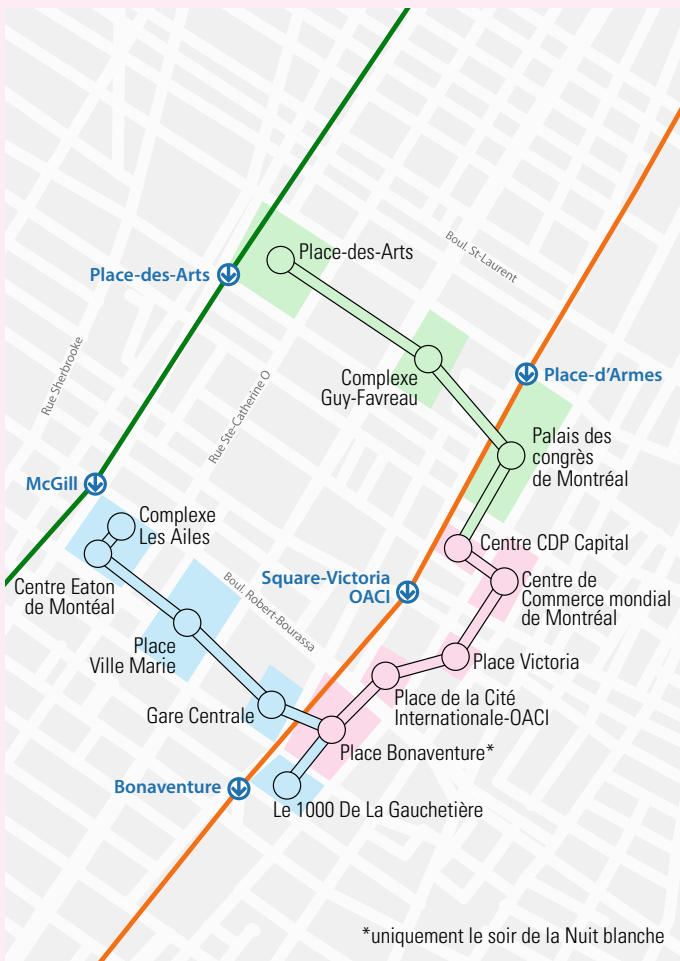 Boul. St-Laurent
Place-des-Arts
Place-des-Arts
Rue Sherbrooke
Rue Ste-Catherine O
Complexe
Guy-Favreau
Place-d'Armes
Palais des
congrès
de Montréal
McGill
Complexe
Les Ailes
Centre CDP Capital
Centre Eaton
de Montéal
Boul. Robert-Bourassa
Square-Victoria
OACI
Centre de
Commerce mondial
de Montréal
Place
Ville Marie
Place Victoria
Gare Centrale
Place de la Cité
Internationale-OACI
Place Bonaventure*
Bonaventure
Le 1000 De La Gauchetière
*uniquement le soir de la Nuit blanche